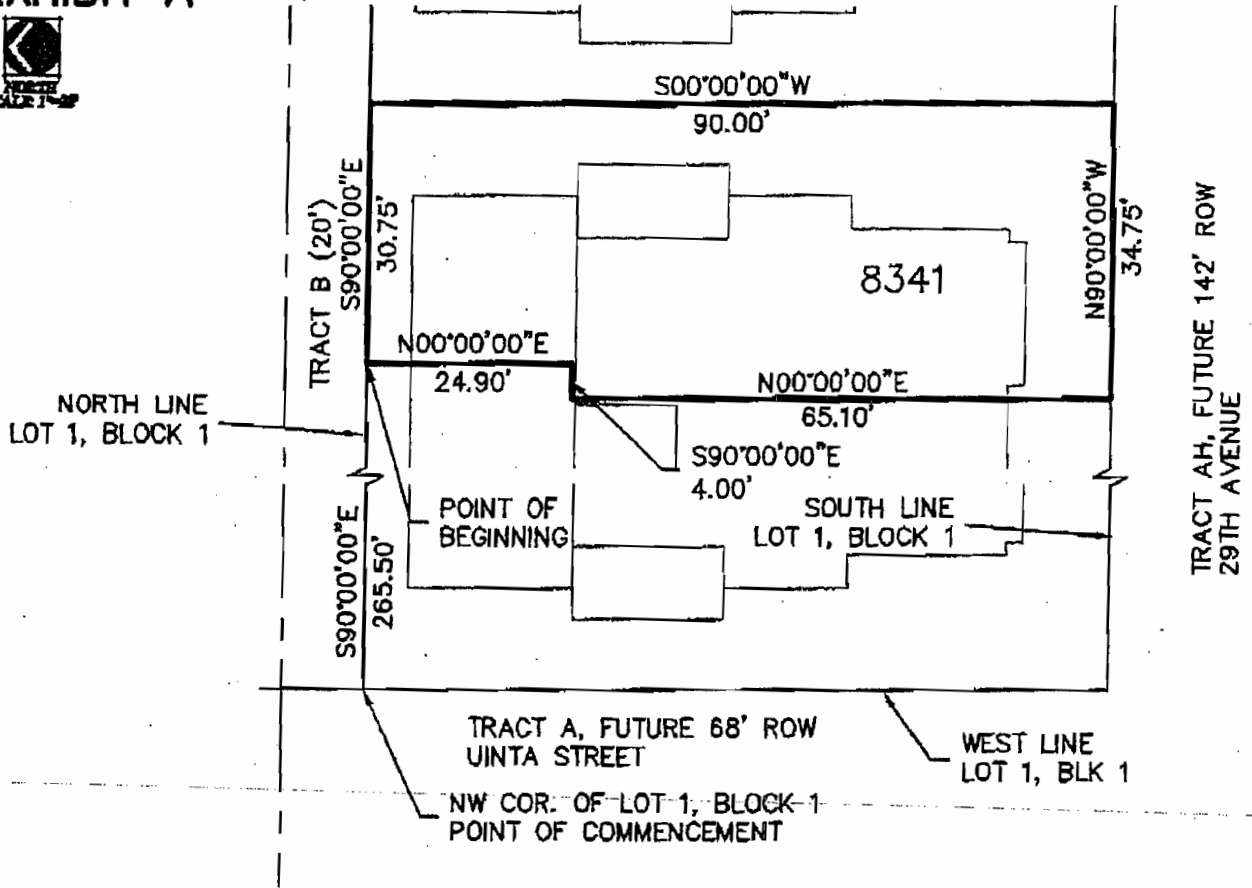 NORTH
S00°00'00"W
90.00'
TRACT B (20')
S90°00'00"E
30.75'
N90°00'00"W
34.75'
8341
TRACT AH, FUTURE 142' ROW
29TH AVENUE
N00°00'00"E
24.90'
N00°00'00"E
65.10'
NORTH LINE
LOT 1, BLOCK 1
S90°00'00"E
4.00'
POINT OF
BEGINNING
SOUTH LINE
LOT 1, BLOCK 1
S90°00'00"E
265.50'
TRACT A, FUTURE 68' ROW
UINTA STREET
WEST LINE
LOT 1, BLK 1
NW COR. OF LOT 1, BLOCK 1
POINT OF COMMENCEMENT